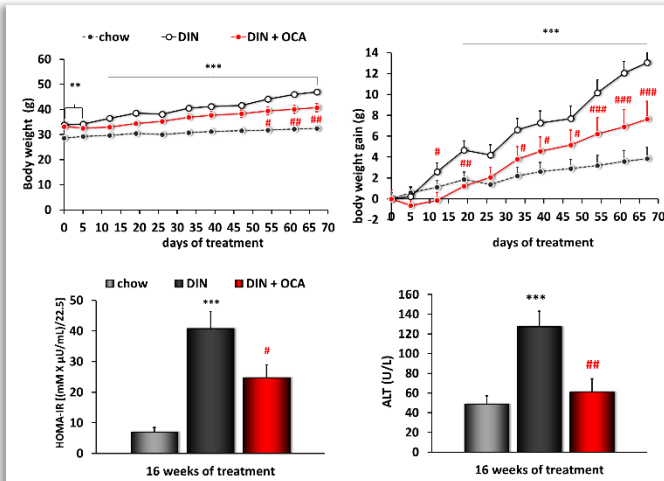 chow DIN DIN + OCA
***
**
***
Body weight (g)
60
50
40
30
20
10
0
# ## ##
0 5 10 15 20 25 30 35 40 45 50 55 60 65 70
days of treatment
body weight gain (g)
14
12
10
8
6
4
2
0
-2
# ## # # # ### ### ###
0 5 10 15 20 25 30 35 40 45 50 55 60 65 70
days of treatment
chow DIN DIN + OCA
HOMA-IR [(mM X µU/mL)/22.5]
50
40
30
20
10
0
***
#
16 weeks of treatment
ALT (U/L)
160
140
120
100
80
60
40
20
0
***
##
16 weeks of treatment